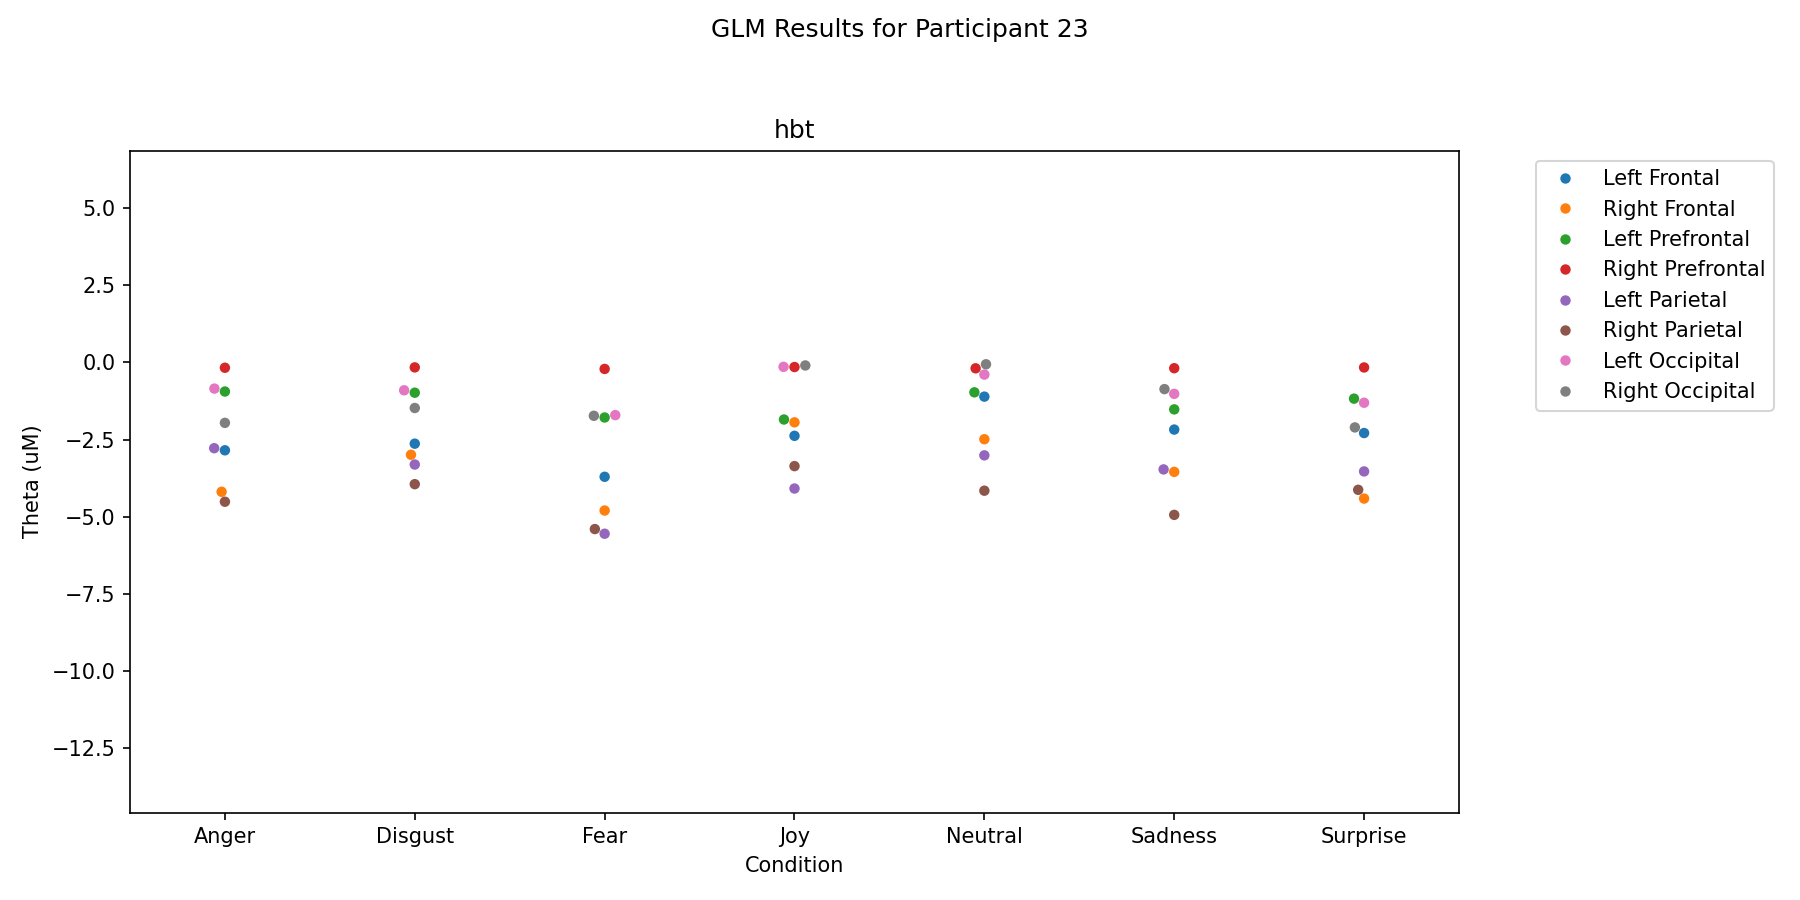 GLM Results for Participant 23
hbt
Theta (uM)
5.0
2.5
0.0
−2.5
−5.0
−7.5
−10.0
−12.5
Anger
Disgust
Fear
Joy
Neutral
Sadness
Surprise
Condition
Left Frontal
Right Frontal
Left Prefrontal
Right Prefrontal
Left Parietal
Right Parietal
Left Occipital
Right Occipital